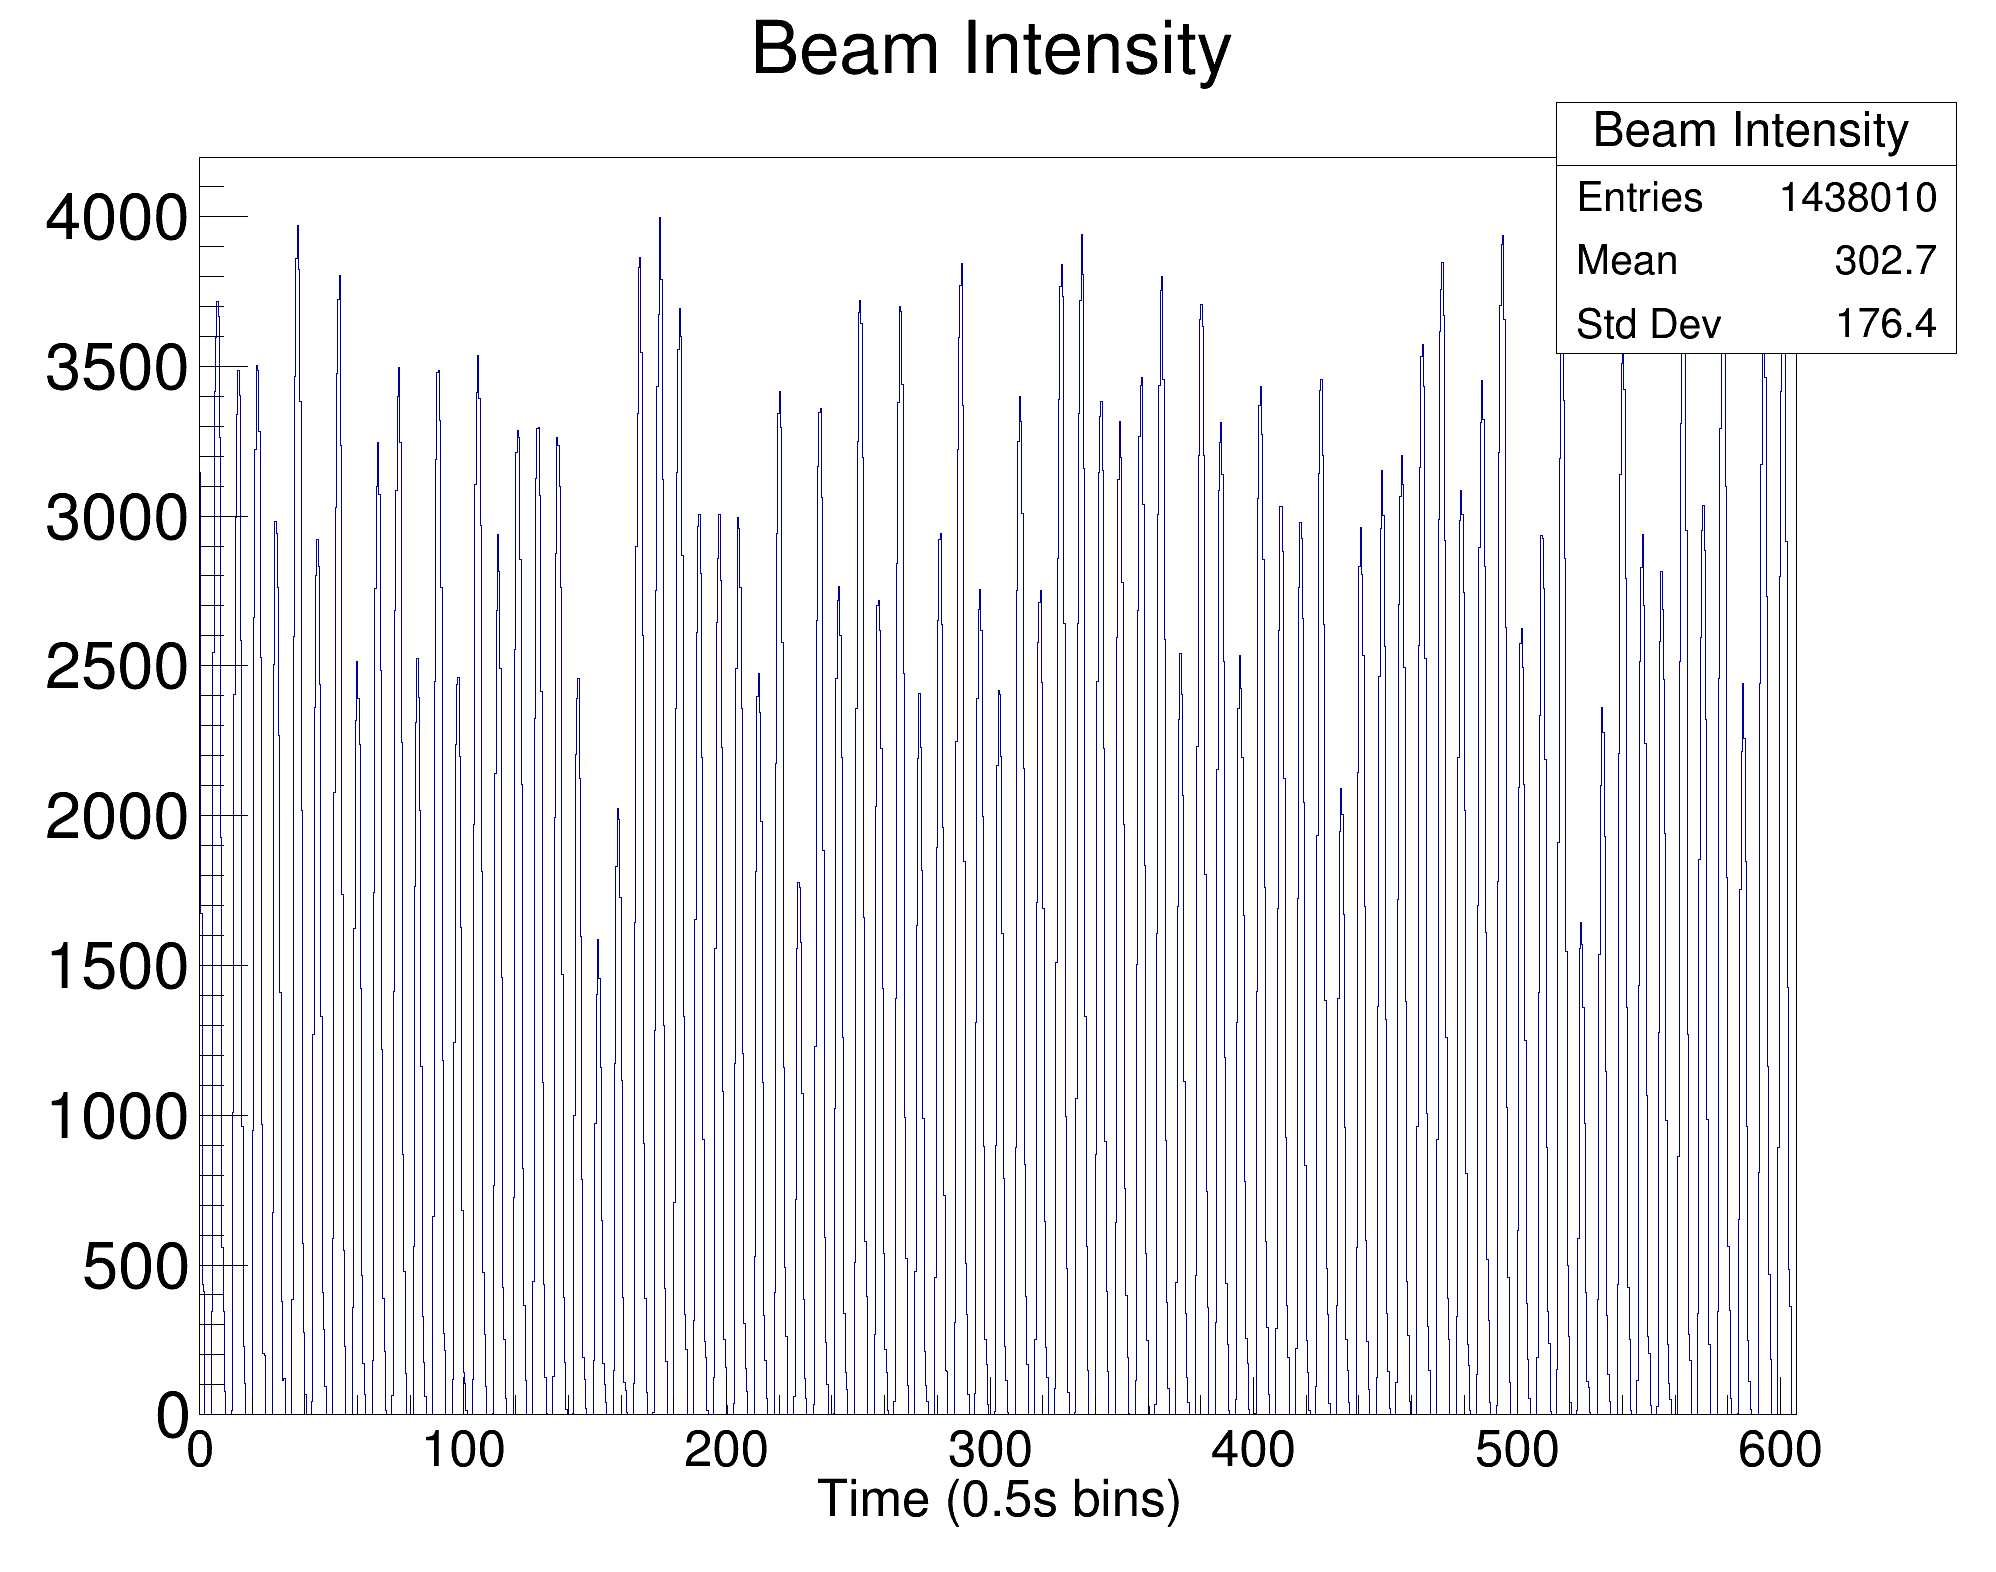 Beam Intensity
Beam Intensity
Entries 1438010
Mean 302.7
Std Dev 176.4
4000
3500
3000
2500
2000
1500
1000
500
0
0 100 200 300 400 500 600
Time (0.5s bins)